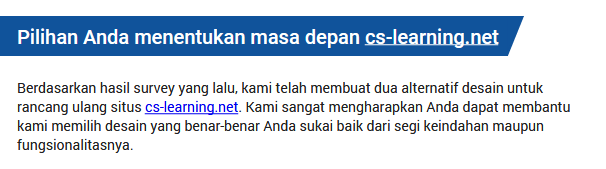 Pilihan Anda menentukan masa depan cs-learning.net
Berdasarkan hasil survey yang lalu, kami telah membuat dua alternatif desain untuk
rancang ulang situs cs-learning.net. Kami sangat mengharapkan Anda dapat membantu
kami memilih desain yang benar-benar Anda sukai baik dari segi keindahan maupun
fungsionalitasnya.